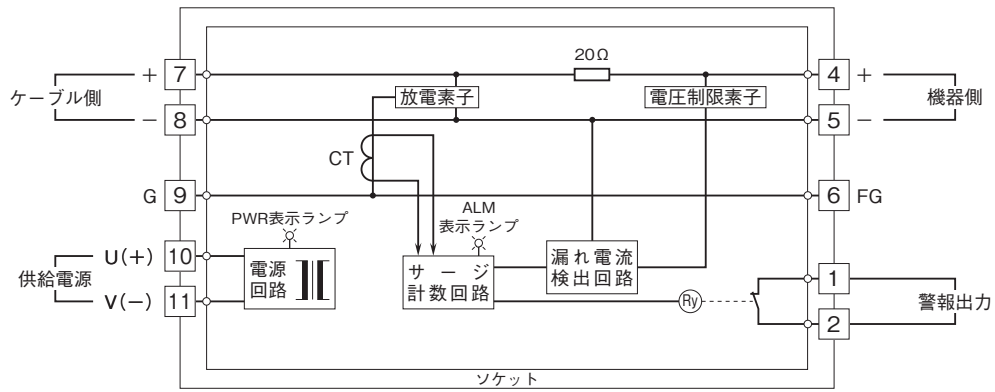 20Ω
＋ 7
4 ＋
放電素子
電圧制限素子
ケーブル側
機器側
－ 8
5 －
CT
G 9
6 FG
PWR表示ランプ
ALM
表示ランプ
U(＋) 10
電源
回路
サージ
計数回路
漏れ電流
検出回路
供給電源
1
V(－) 11
Ry
警報出力
2
ソケット